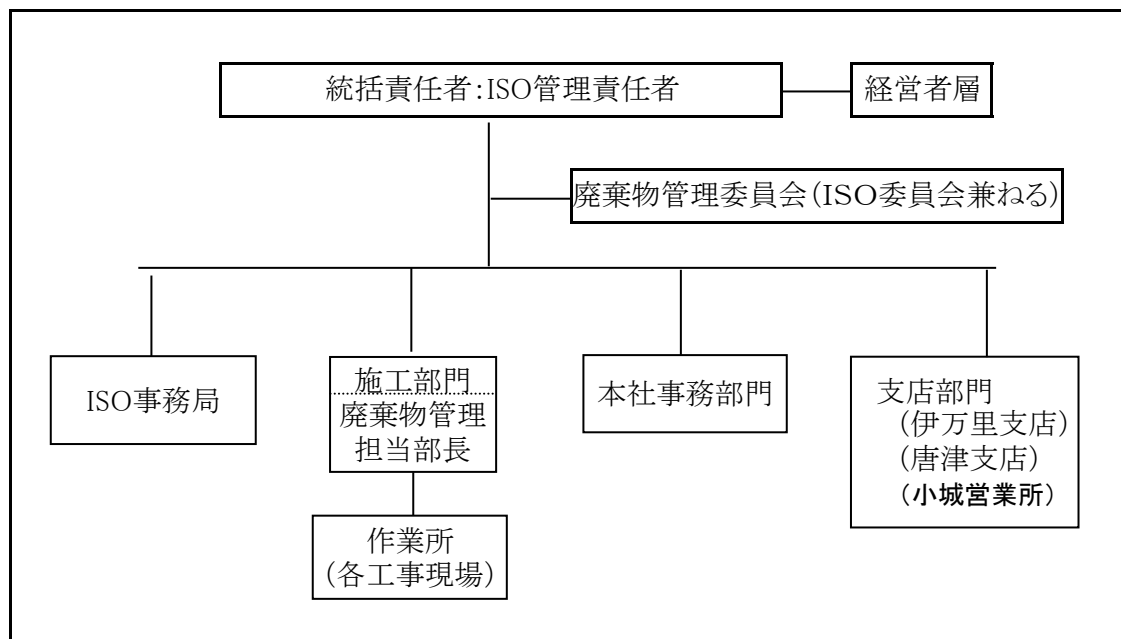 統括責任者:ISO管理責任者
経営者層
廃棄物管理委員会(ISO委員会兼ねる)
ISO事務局
施工部門
廃棄物管理
担当部長
作業所
(各工事現場)
本社事務部門
支店部門
(伊万里支店)
(唐津支店)
(小城営業所)